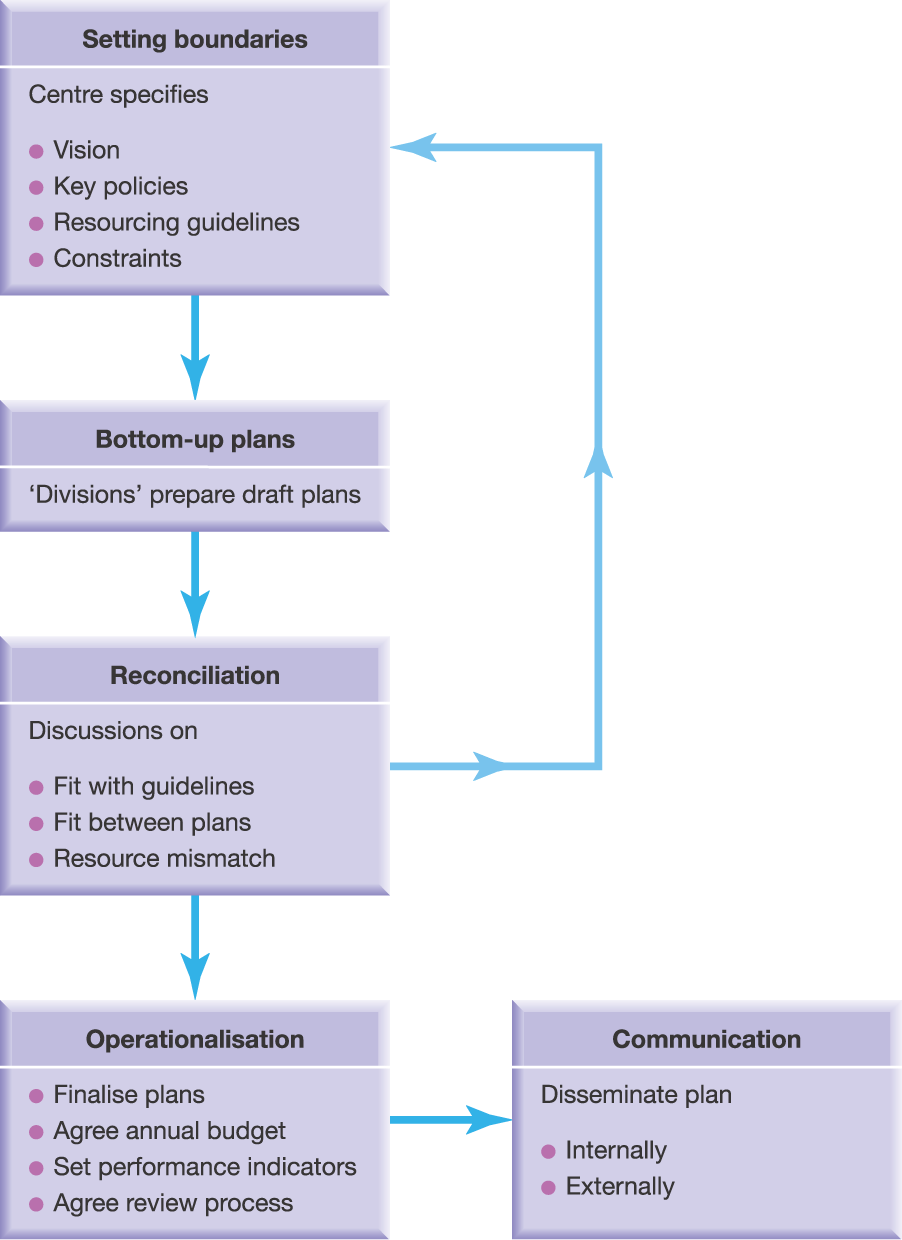 Setting boundaries
Centre specifies
Vision
Key policies
Resourcing guidelines
Constraints
Bottom-up plans
‘Divisions’ prepare draft plans
Reconciliation
Discussions on
Fit with guidelines
Fit between plans
Resource mismatch
Operationalisation
Finalise plans
Agree annual budget
Set performance indicators
Agree review process
Communication
Disseminate plan
Internally
Externally